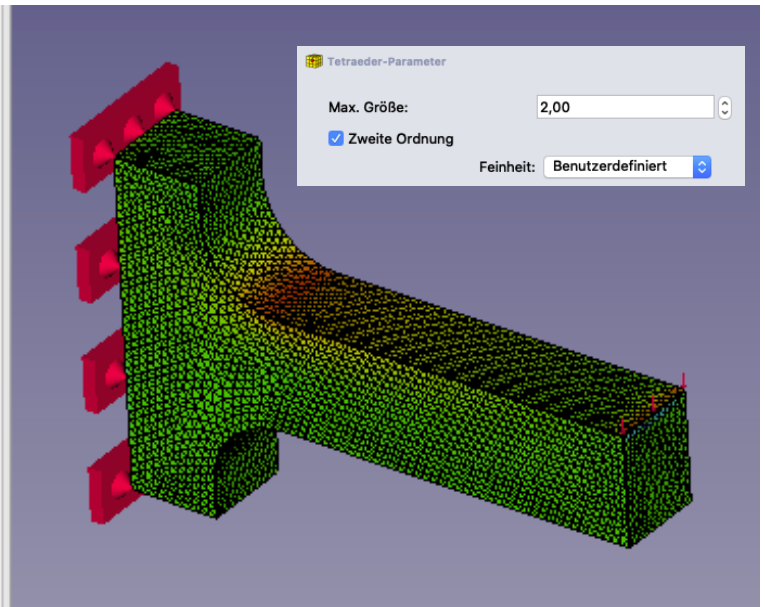 Tetraeder-Parameter
Max. Größe: 2,00
Zweite Ordnung
Feinheit: Benutzerdefiniert